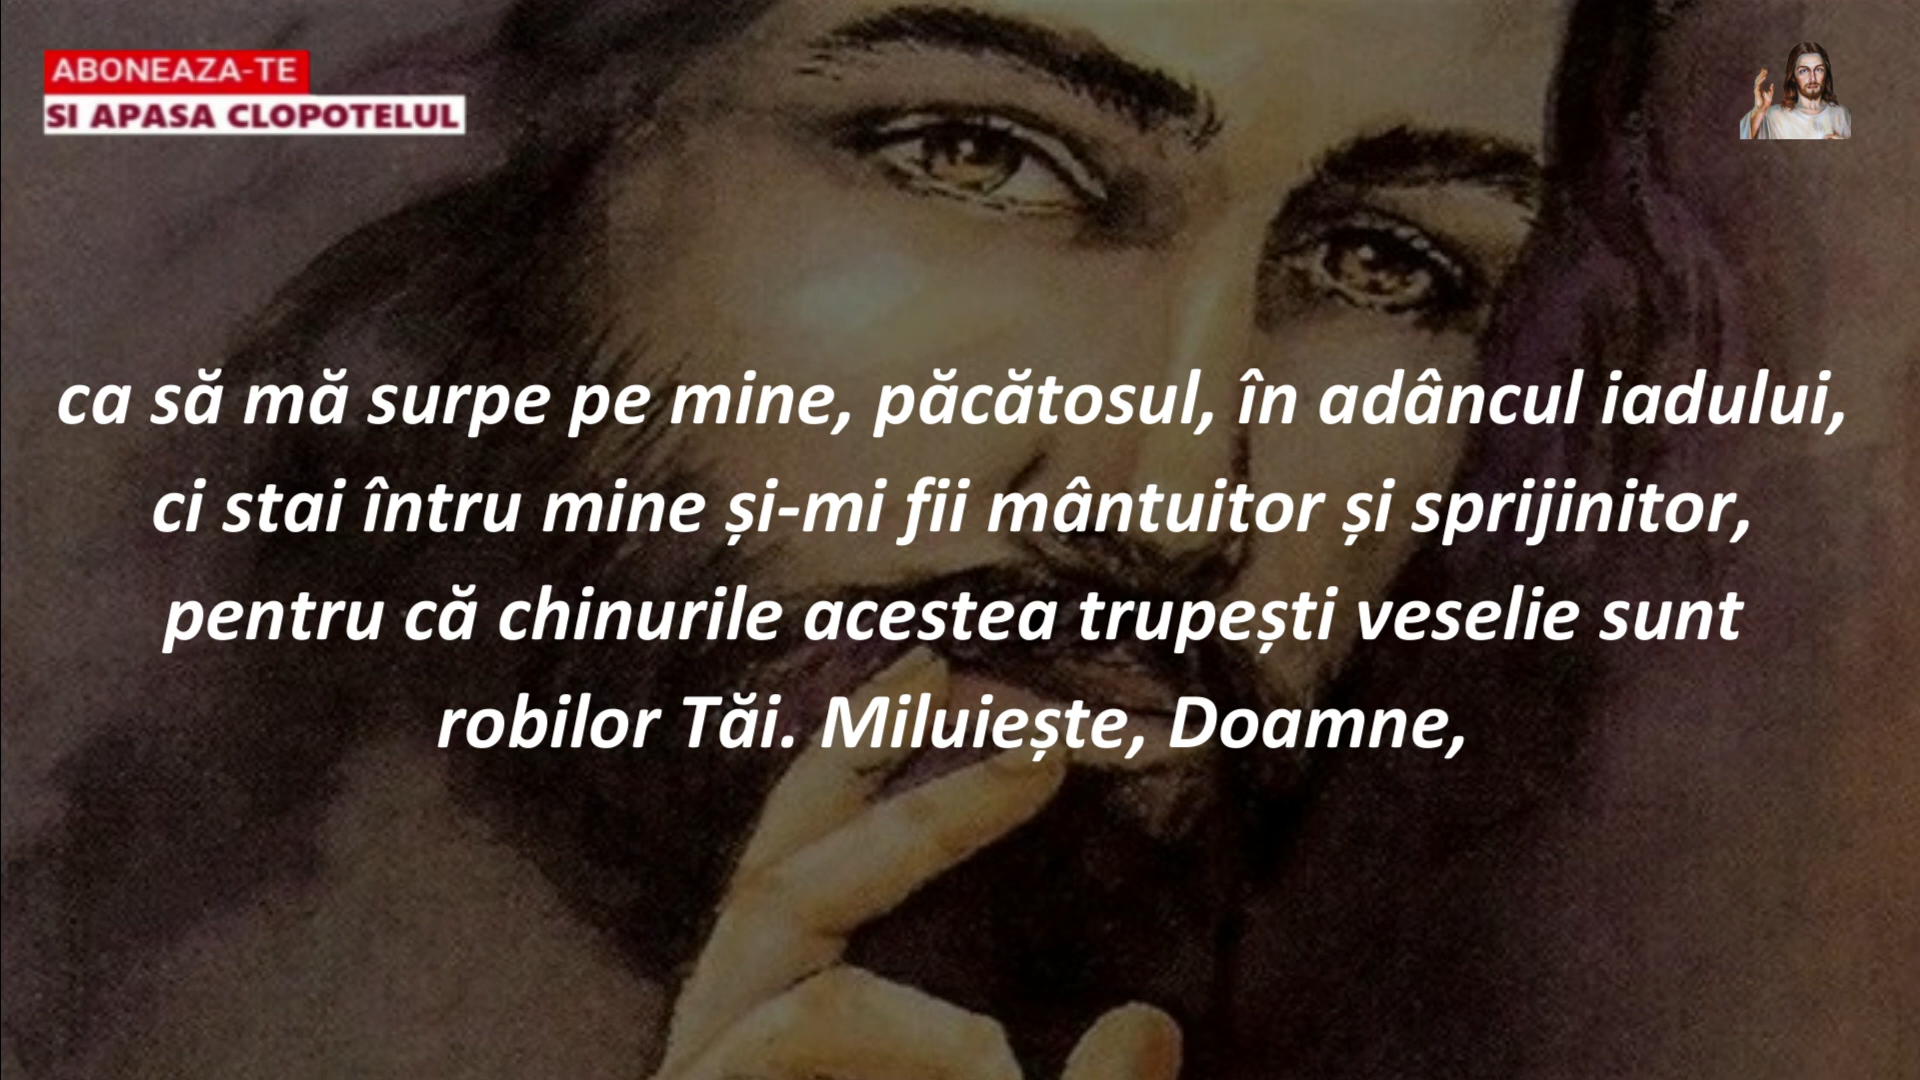 ABONEAZA-TE
SI APASA CLOPOTELUL
ca să mă surpe pe mine, păcătosul, în adâncul iadului,
ci stai întru mine și-mi fii mântuitor și sprijinitor,
pentru că chinurile acestea trupești veselie sunt
robilor Tăi. Miluiește, Doamne,